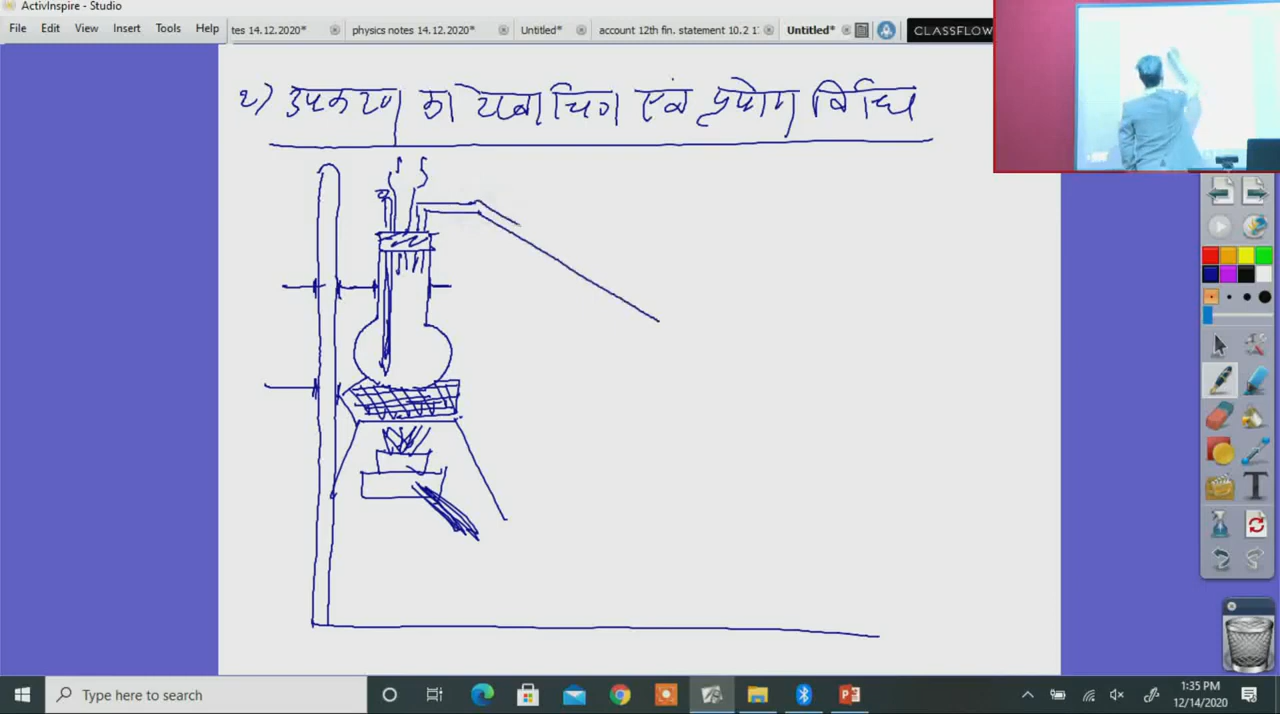 ActivInspire - Studio
File Edit View Insert Tools Help
tes 14.12.2020* physics notes 14.12.2020* Untitled* account 12th fin. statement 10.2 1: Untitled* CLASSFLOW
२) उपकरण का रेखाचित्र एवं प्रयोग विधि
Type here to search
1:35 PM
12/14/2020